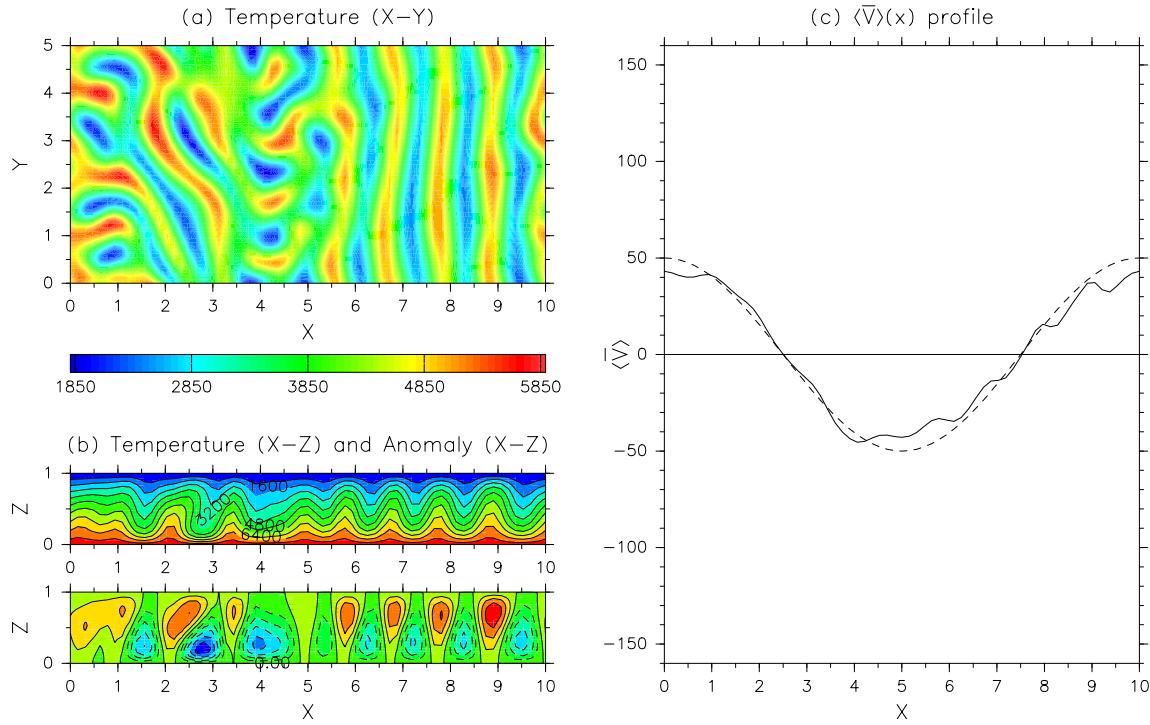 (a) Temperature (X−Y)
5
4
3
2
1
0
Y
0 1 2 3 4 5 6 7 8 9 10
X
1850 2850 3850 4850 5850
(b) Temperature (X−Z) and Anomaly (X−Z)
1
0
Z
1600
3200
4800
6400
0 1 2 3 4 5 6 7 8 9 10
1
0
Z
0.00
0 1 2 3 4 5 6 7 8 9 10
X
(c) ⟨V̅⟩(x) profile
150
100
50
0
−50
−100
−150
⟨V̅⟩
0 1 2 3 4 5 6 7 8 9 10
X